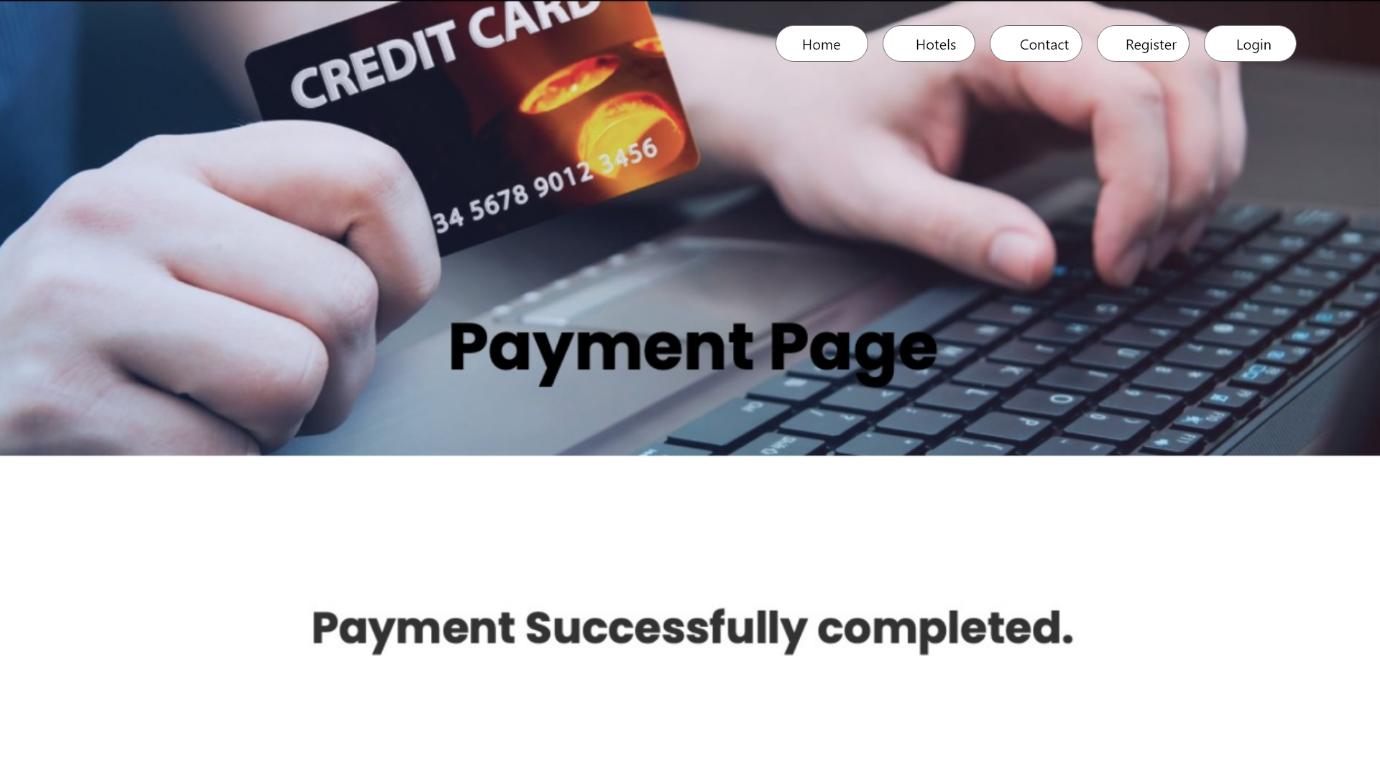 CREDIT CARD
Home
Hotels
Contact
Register
Login
34 5678 9012 3456
Payment Page
Payment Successfully completed.